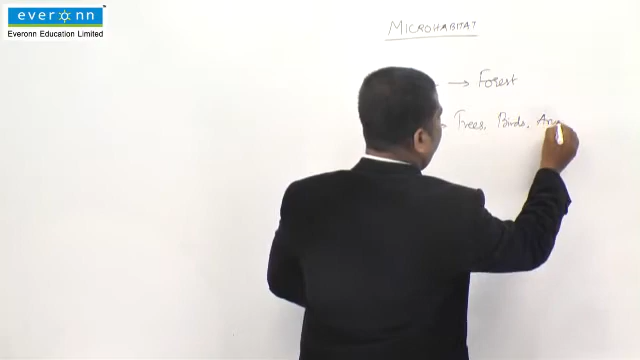 everonn
Everonn Education Limited
MICROHABITAT
→ Forest
Trees, Birds,